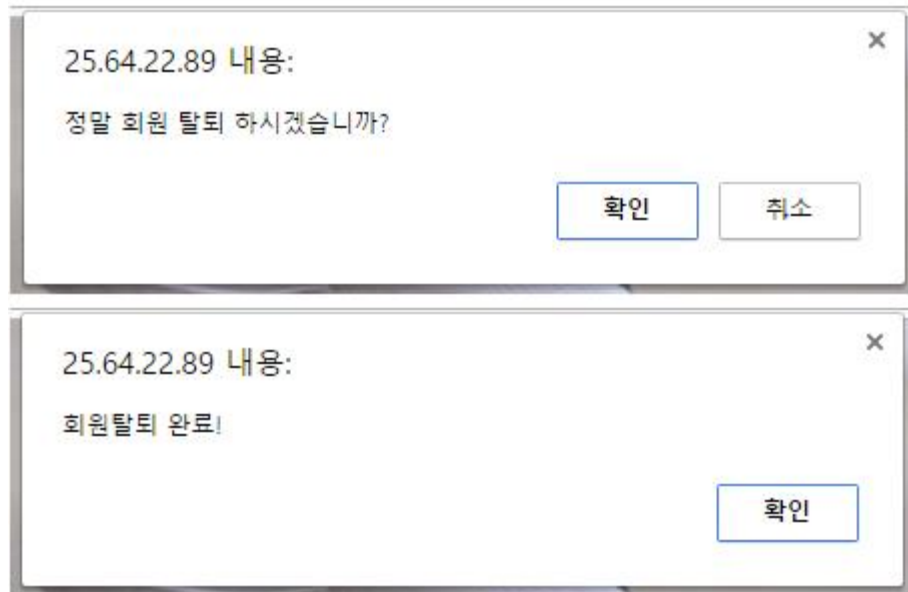 25.64.22.89 내용:
정말 회원 탈퇴 하시겠습니까?
확인 취소
25.64.22.89 내용:
회원탈퇴 완료!
확인